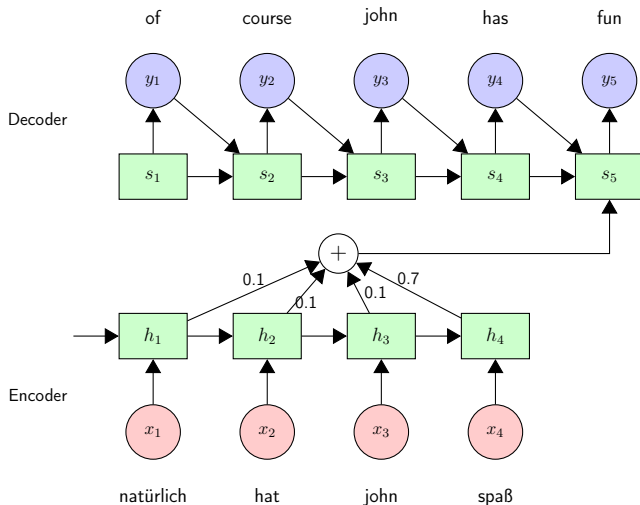 of course john has fun
y1 y2 y3 y4 y5
Decoder
s1 s2 s3 s4 s5
+
0.1 0.1 0.1 0.7
h1 h2 h3 h4
Encoder
x1 x2 x3 x4
natürlich hat john spaß